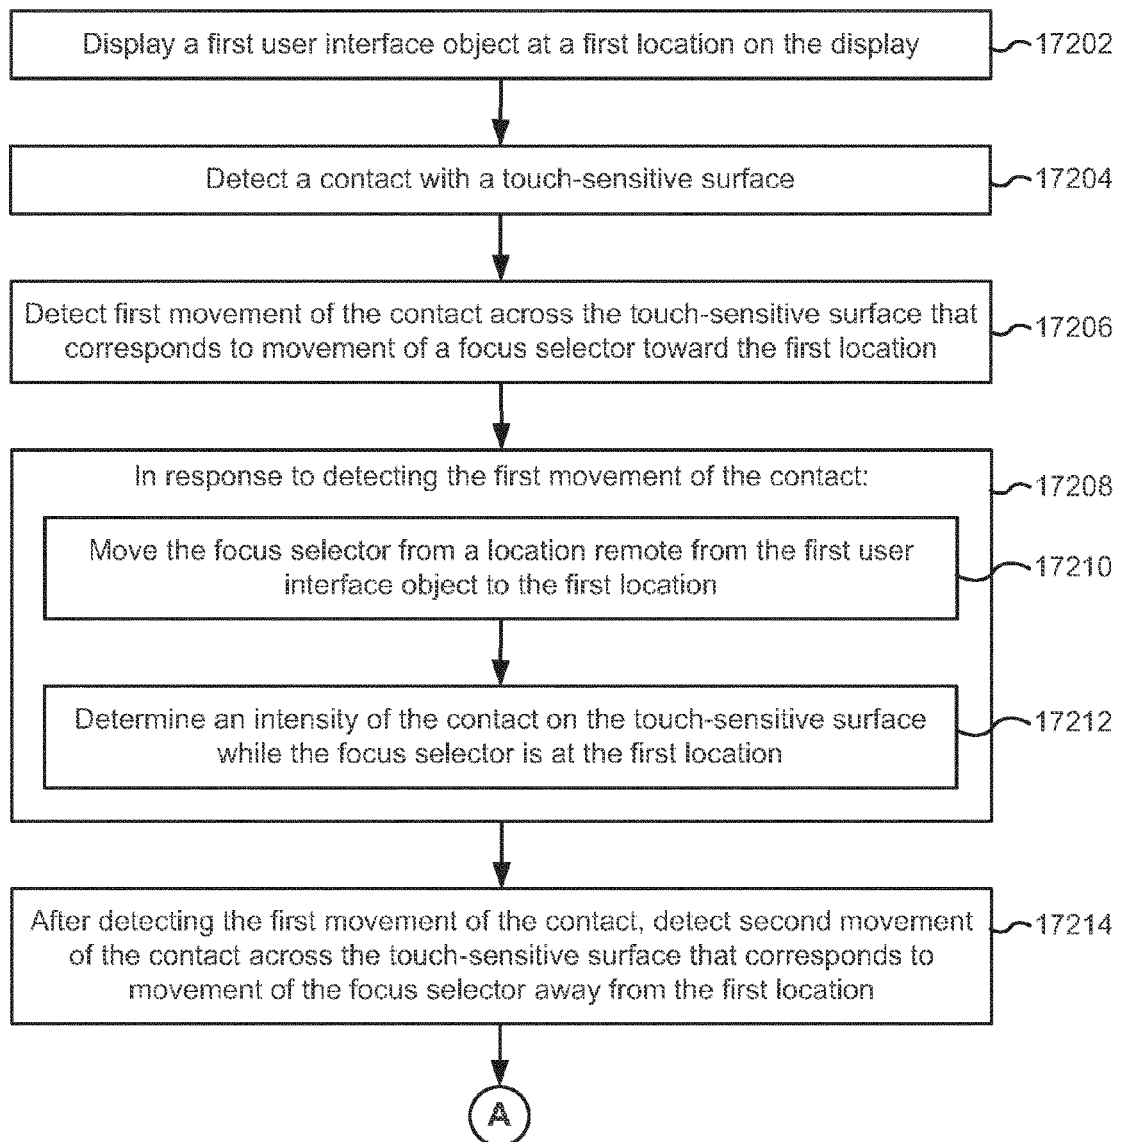 Display a first user interface object at a first location on the display
17202
Detect a contact with a touch-sensitive surface
17204
Detect first movement of the contact across the touch-sensitive surface that
corresponds to movement of a focus selector toward the first location
17206
In response to detecting the first movement of the contact:
17208
Move the focus selector from a location remote from the first user
interface object to the first location
17210
Determine an intensity of the contact on the touch-sensitive surface
while the focus selector is at the first location
17212
After detecting the first movement of the contact, detect second movement
of the contact across the touch-sensitive surface that corresponds to
movement of the focus selector away from the first location
17214
A